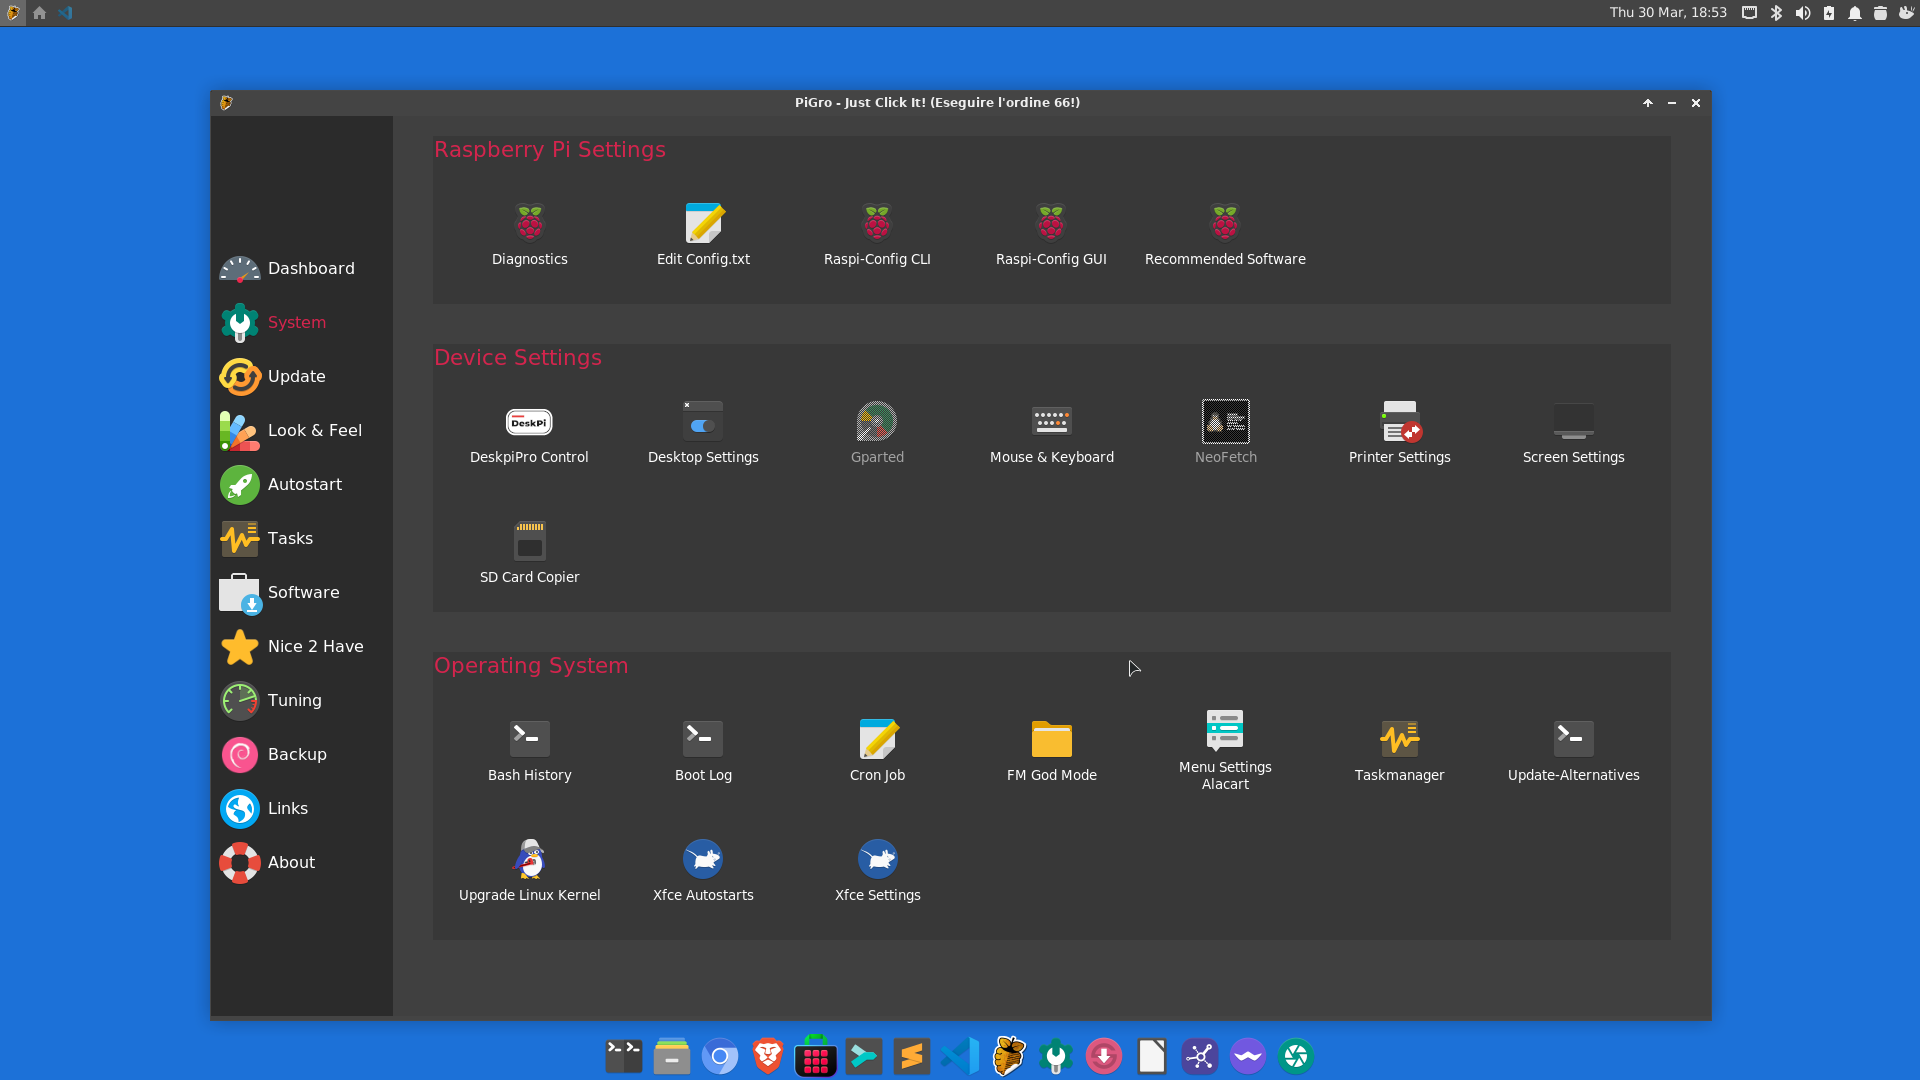 Thu 30 Mar, 18:53
PiGro - Just Click It! (Eseguire l'ordine 66!)
Dashboard
System
Update
Look & Feel
Autostart
Tasks
Software
Nice 2 Have
Tuning
Backup
Links
About
Raspberry Pi Settings
Diagnostics
Edit Config.txt
Raspi-Config CLI
Raspi-Config GUI
Recommended Software
Device Settings
DeskPi
DeskpiPro Control
Desktop Settings
Gparted
Mouse & Keyboard
NeoFetch
Printer Settings
Screen Settings
SD Card Copier
Operating System
Bash History
Boot Log
Cron Job
FM God Mode
Menu Settings
Alacart
Taskmanager
Update-Alternatives
Upgrade Linux Kernel
Xfce Autostarts
Xfce Settings